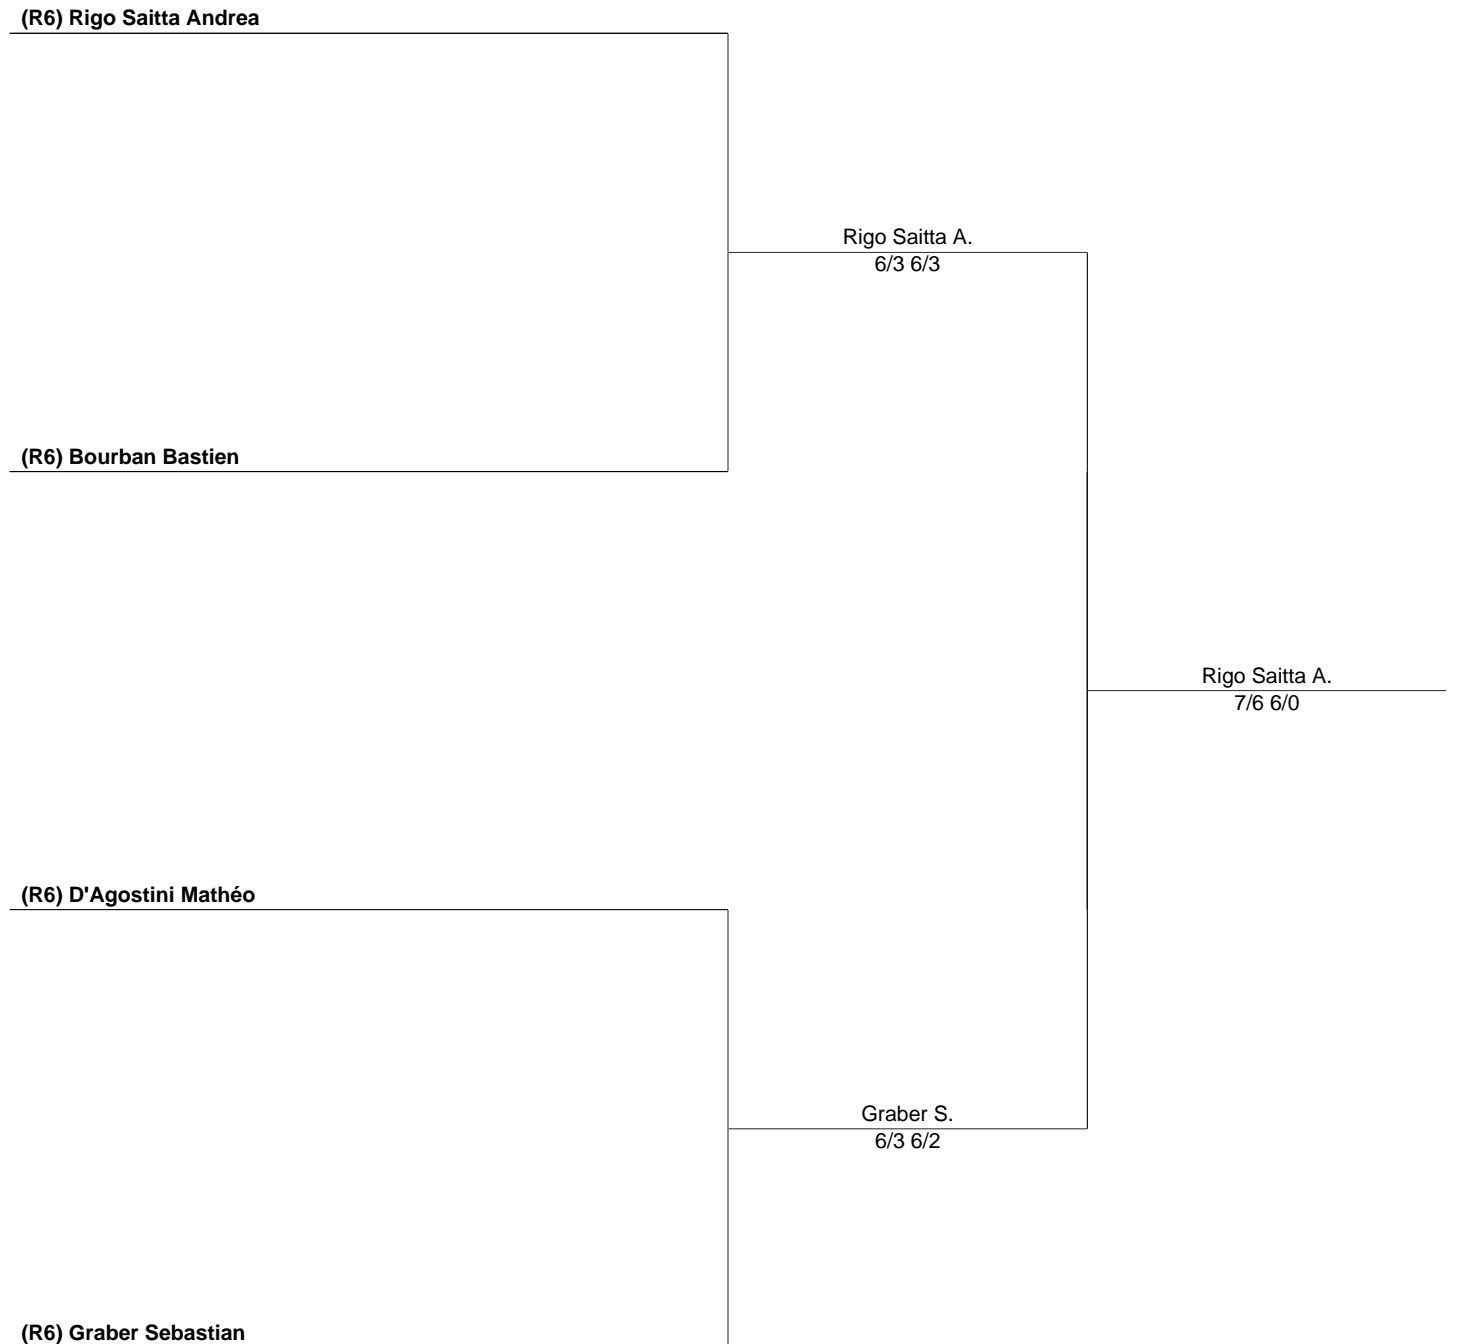 (R6) Rigo Saitta Andrea
Rigo Saitta A.
6/3 6/3
(R6) Bourban Bastien
Rigo Saitta A.
7/6 6/0
(R6) D'Agostini Mathéo
Graber S.
6/3 6/2
(R6) Graber Sebastian